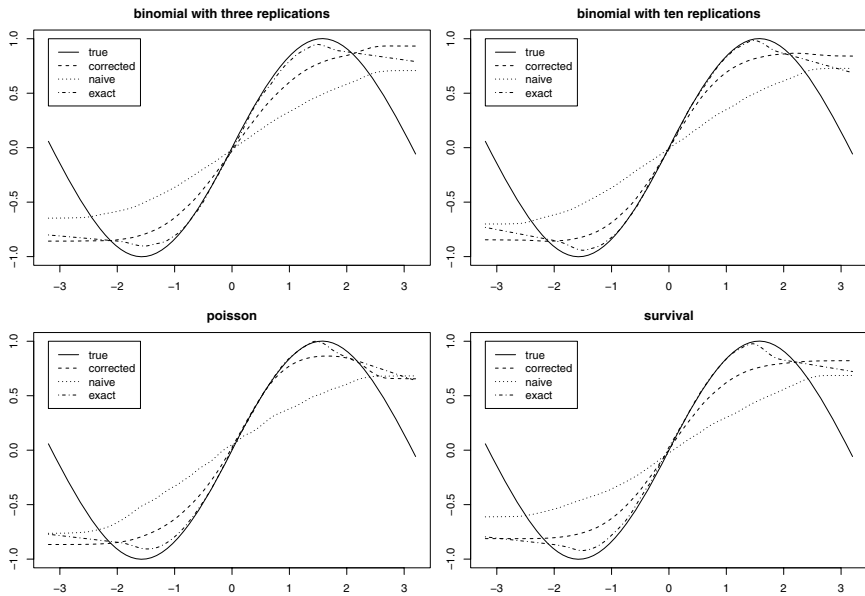 binomial with three replications
true
corrected
naive
exact
1.0
0.5
0.0
−0.5
−1.0
−3 −2 −1 0 1 2 3
binomial with ten replications
true
corrected
naive
exact
1.0
0.5
0.0
−0.5
−1.0
−3 −2 −1 0 1 2 3
poisson
true
corrected
naive
exact
1.0
0.5
0.0
−0.5
−1.0
−3 −2 −1 0 1 2 3
survival
true
corrected
naive
exact
1.0
0.5
0.0
−0.5
−1.0
−3 −2 −1 0 1 2 3